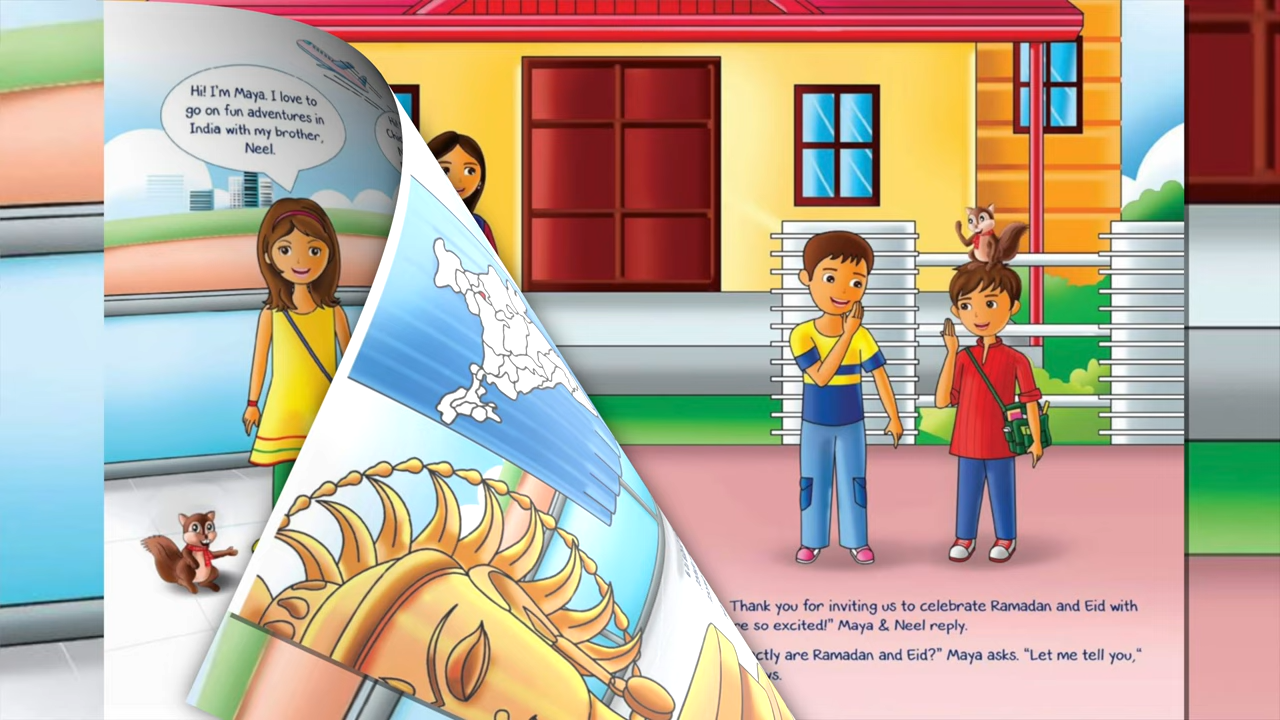 Hi! I'm Maya. I love to
go on fun adventures in
India with my brother,
Neel.
Thank you for inviting us to celebrate Ramadan and Eid with
so excited!” Maya & Neel reply.
are Ramadan and Eid?” Maya asks. “Let me tell you,“